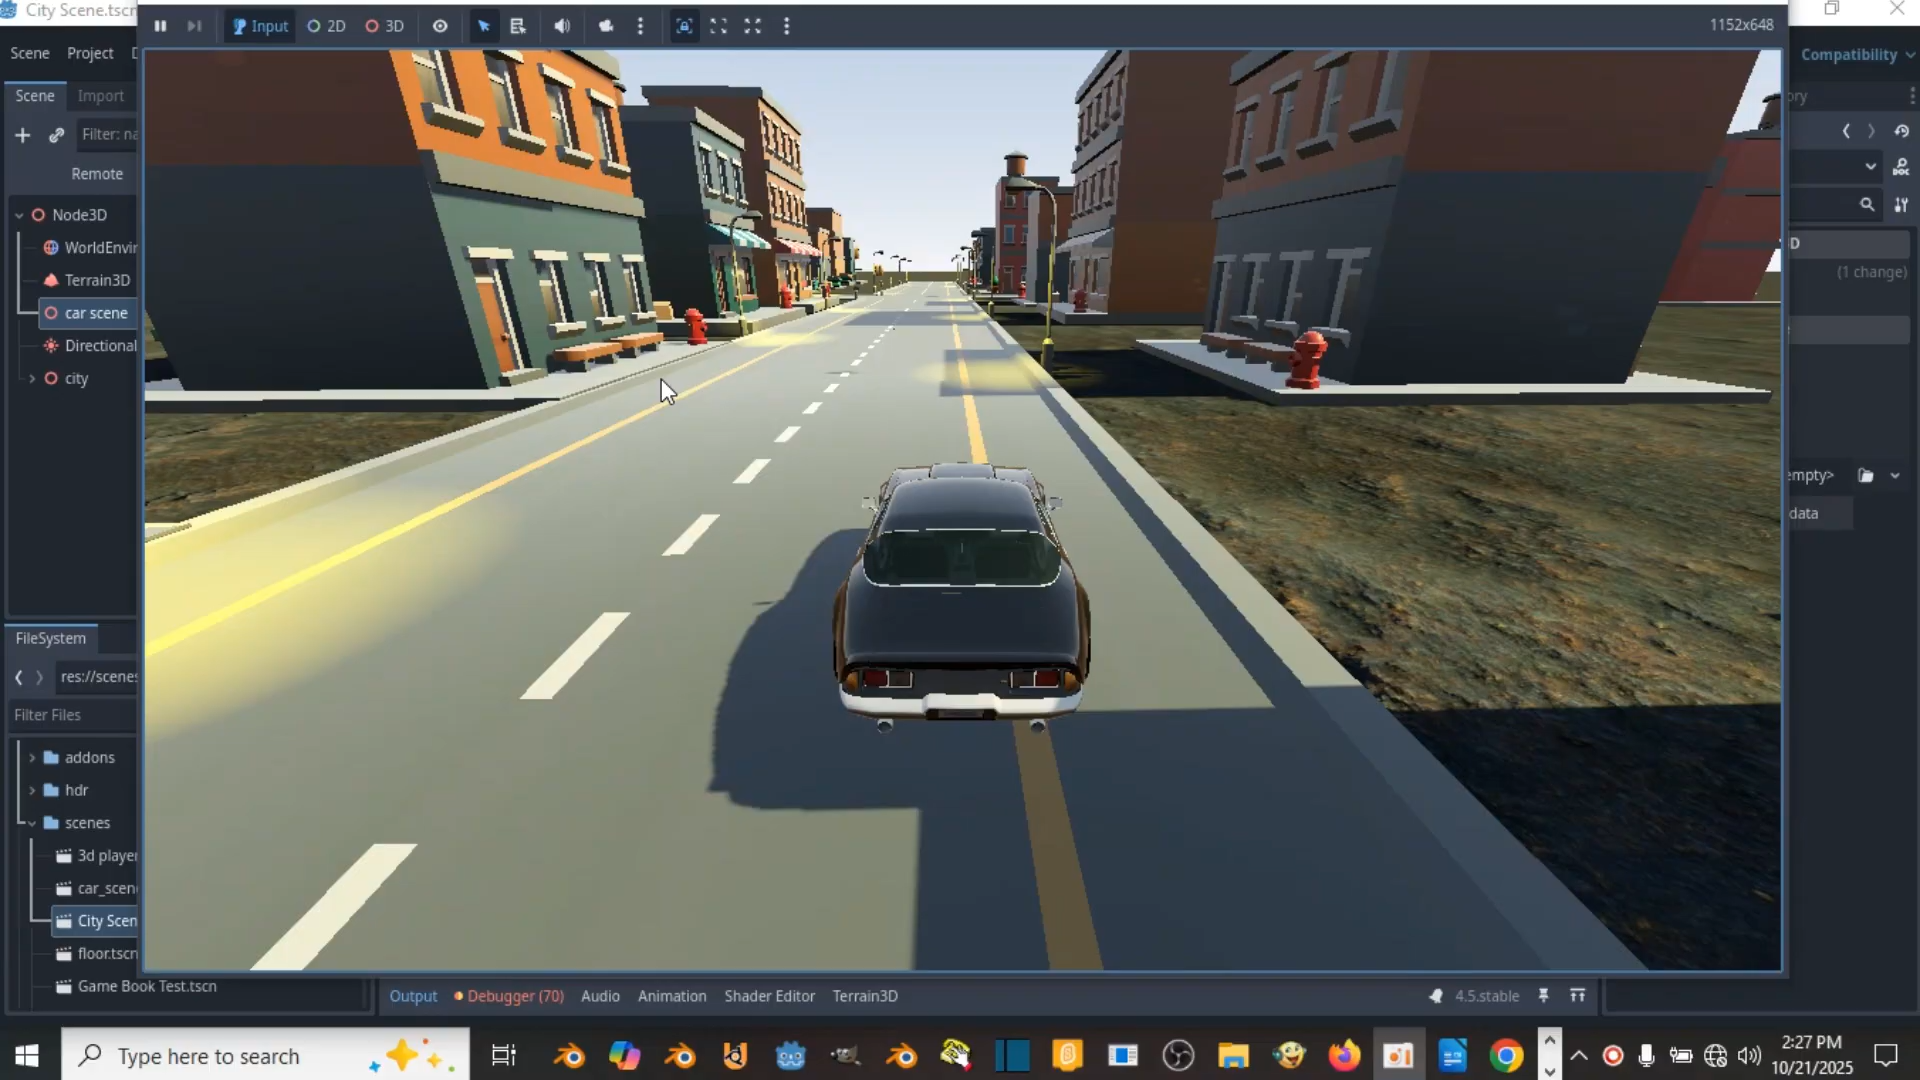 City Scene.tscn
Input
2D
3D
1152x648
Scene
Project
Compatibility
Scene
Import
Filter: na
Remote
Node3D
WorldEnvir
Terrain3D
(1 change)
car scene
Directional
city
empty>
data
FileSystem
res://scenes
Filter Files
addons
hdr
scenes
3d player
car_scen
City Scen
floor.tscn
Game Book Test.tscn
Output
Debugger (70)
Audio
Animation
Shader Editor
Terrain3D
4.5.stable
Type here to search
2:27 PM
10/21/2025